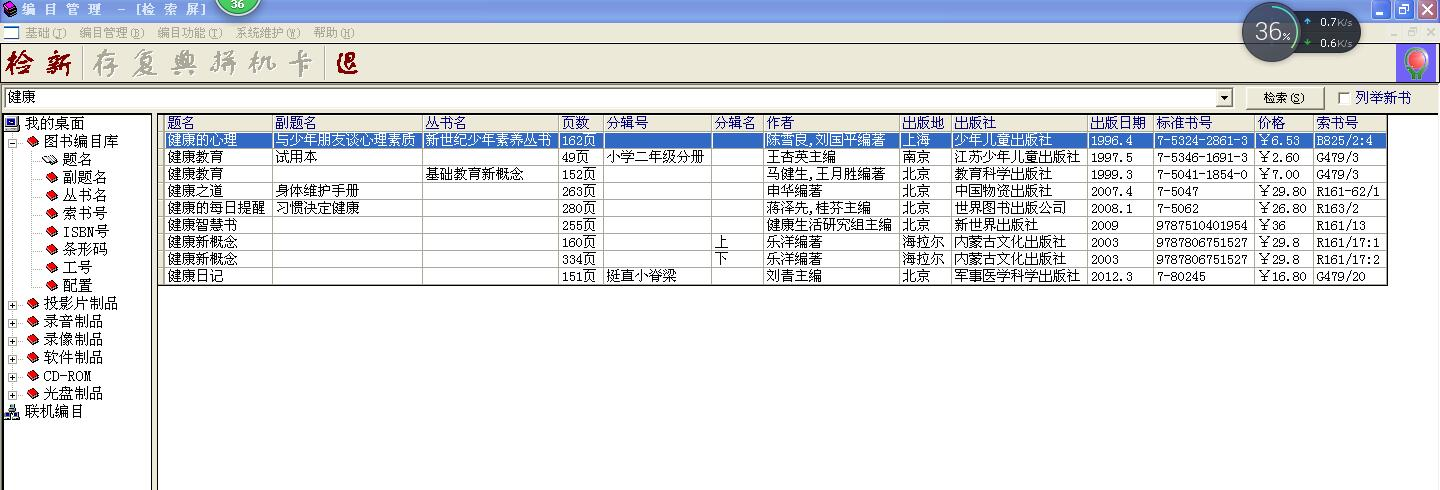 编目管理 - [检索屏]
36
基础(T) 编目管理(B) 编目功能(T) 系统维护(W) 帮助(H)
36%
0.7K/s
0.6K/s
检 新 存 复 典 拼 机 卡 退
健康 检索(S) 列举新书
我的桌面
图书编目库
题名
副题名
丛书名
索书号
ISBN号
条形码
工号
配置
投影片制品
录音制品
录像制品
软件制品
CD-ROM
光盘制品
联机编目
题名 副题名 丛书名 页数 分辑号 分辑名 作者 出版地 出版社 出版日期 标准书号 价格 索书号
健康的心理 与少年朋友谈心理素质 新世纪少年素养丛书 162页 陈雪良,刘国平编著 上海 少年儿童出版社 1996.4 7-5324-2861-3 ￥6.53 B825/2:4
健康教育 试用本 49页 小学二年级分册 王杏英主编 南京 江苏少年儿童出版社 1997.5 7-5346-1691-3 ￥2.60 G479/3
健康教育 基础教育新概念 152页 马健生,王月胜编著 北京 教育科学出版社 1999.3 7-5041-1854-0 ￥7.00 G479/3
健康之道 身体维护手册 263页 申华编著 北京 中国物资出版社 2007.4 7-5047 ￥29.80 R161-62/1
健康的每日提醒 习惯决定健康 280页 蒋泽先,桂芬主编 北京 世界图书出版公司 2008.1 7-5062 ￥26.80 R163/2
健康智慧书 255页 健康生活研究组主编 北京 新世界出版社 2009 9787510401954 ￥36 R161/13
健康新概念 160页 上 乐洋编著 海拉尔 内蒙古文化出版社 2003 9787806751527 ￥29.8 R161/17:1
健康新概念 334页 下 乐洋编著 海拉尔 内蒙古文化出版社 2003 9787806751527 ￥29.8 R161/17:2
健康日记 151页 挺直小脊梁 刘青主编 北京 军事医学科学出版社 2012.3 7-80245 ￥16.80 G479/20